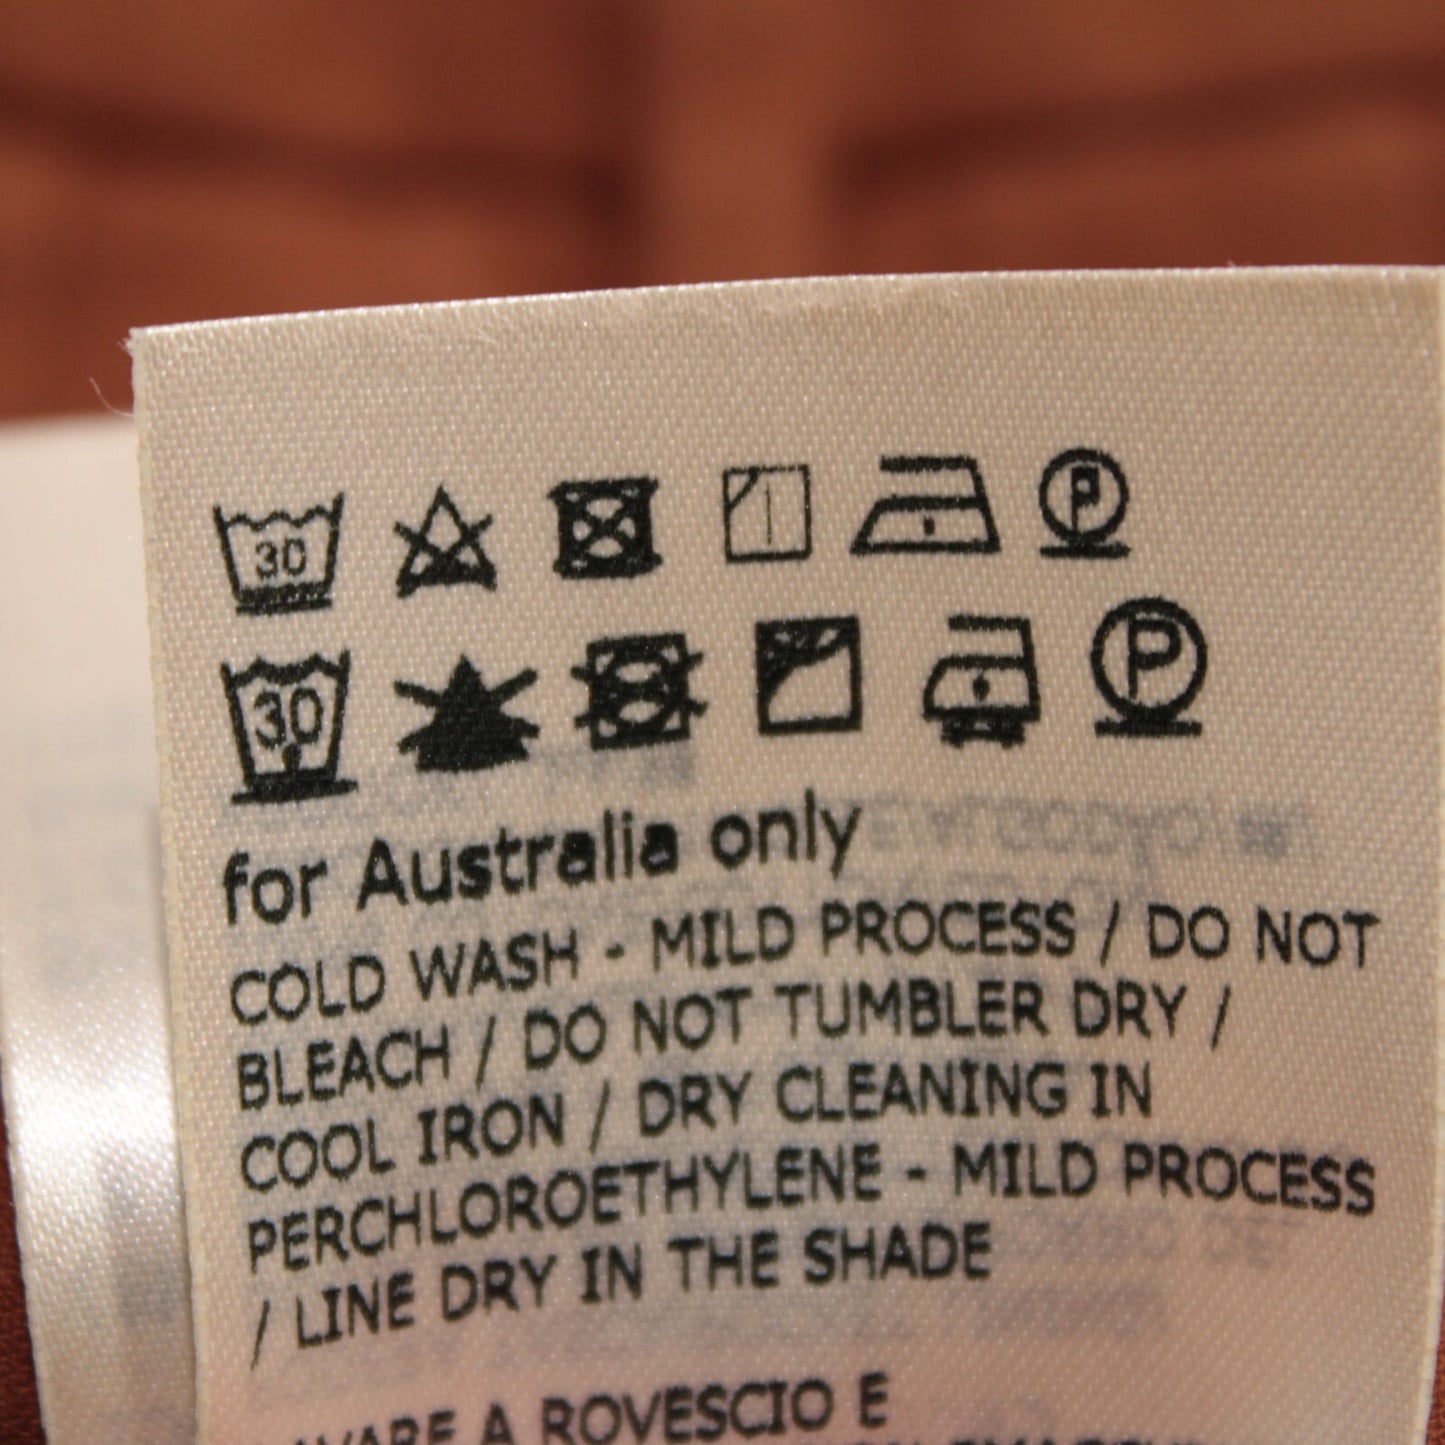 30 P
30 P
for Australia only
COLD WASH - MILD PROCESS / DO NOT
BLEACH / DO NOT TUMBLER DRY /
COOL IRON / DRY CLEANING IN
PERCHLOROETHYLENE - MILD PROCESS
/ LINE DRY IN THE SHADE
A ROVESCIO E